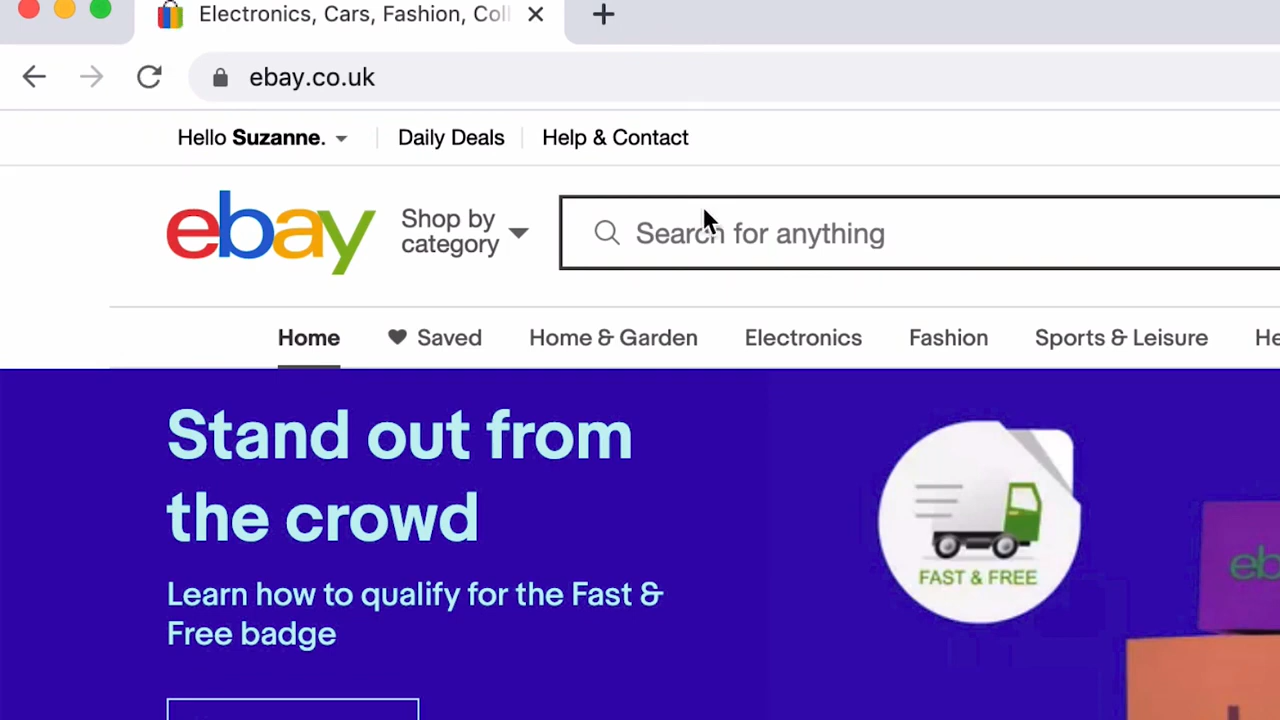 Electronics, Cars, Fashion, Col
ebay.co.uk
Hello Suzanne.
Daily Deals
Help & Contact
ebay
Shop by
category
Search for anything
Home
Saved
Home & Garden
Electronics
Fashion
Sports & Leisure
He
Stand out from
the crowd
Learn how to qualify for the Fast &
Free badge
FAST & FREE
eb